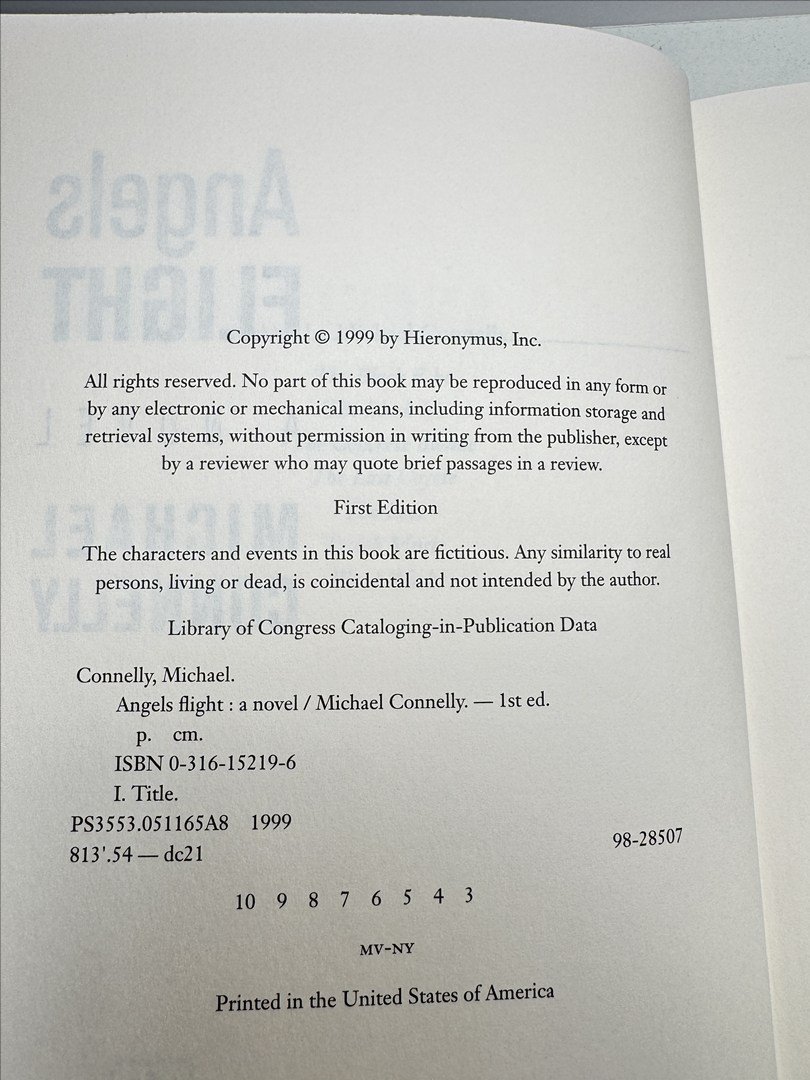 Angels
FLIGHT
MICHAEL
CONNELLY
Copyright © 1999 by Hieronymus, Inc.
All rights reserved. No part of this book may be reproduced in any form or
by any electronic or mechanical means, including information storage and
retrieval systems, without permission in writing from the publisher, except
by a reviewer who may quote brief passages in a review.
First Edition
The characters and events in this book are fictitious. Any similarity to real
persons, living or dead, is coincidental and not intended by the author.
Library of Congress Cataloging-in-Publication Data
Connelly, Michael.
Angels flight : a novel / Michael Connelly. — 1st ed.
p. cm.
ISBN 0-316-15219-6
I. Title.
PS3553.051165A8 1999
813'.54 — dc21
98-28507
10 9 8 7 6 5 4 3
MV-NY
Printed in the United States of America